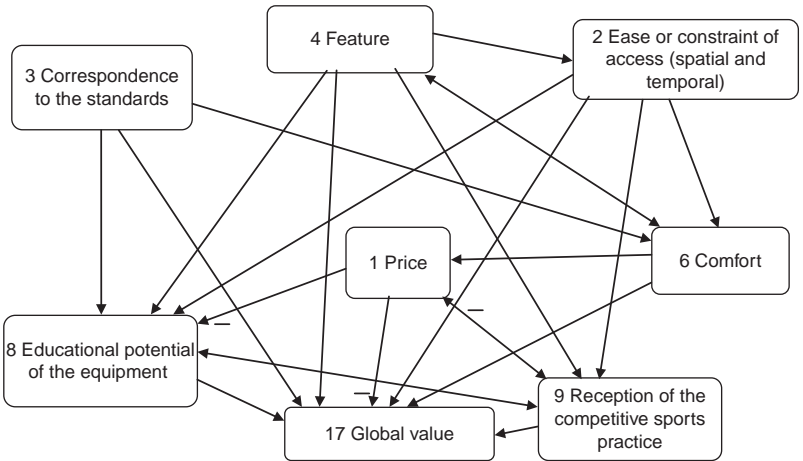 4 Feature
2 Ease or constraint of
access (spatial and
temporal)
3 Correspondence
to the standards
1 Price
6 Comfort
–
–
8 Educational potential
of the equipment
–
9 Reception of the
competitive sports
practice
17 Global value